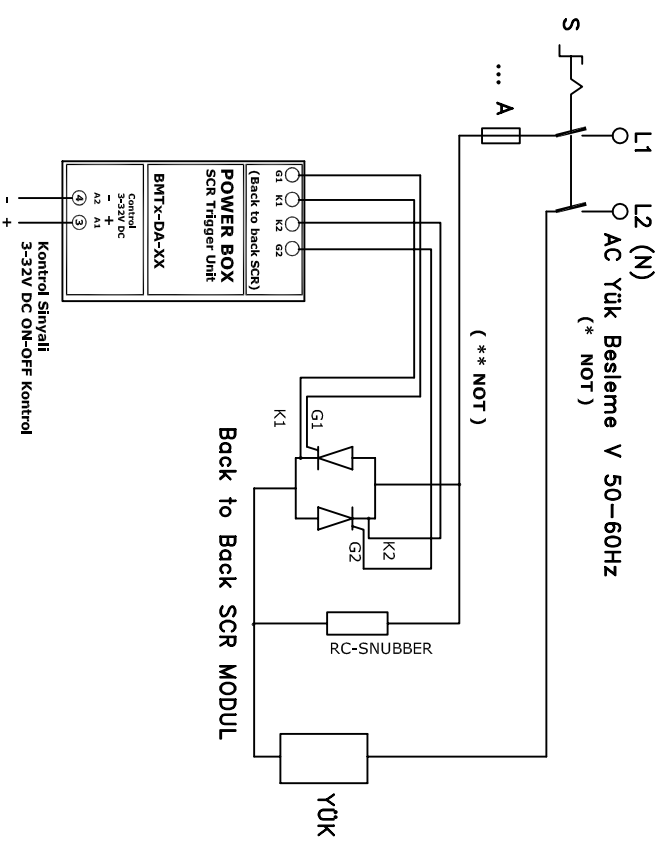 S
L1
L2 (N)
AC Yük Besleme V 50-60Hz
(* NOT )
... A
( ** NOT )
G1
K1
K2
G2
(Back to back SCR)
POWER BOX
SCR Trigger Unit
BMTx-DA-XX
Control
3-32V DC
- +
A2 A1
4 3
- +
Kontrol Sinyali
3-32V DC ON-OFF Kontrol
G1
K1
K2
G2
Back to Back SCR MODUL
RC-SNUBBER
YÜK